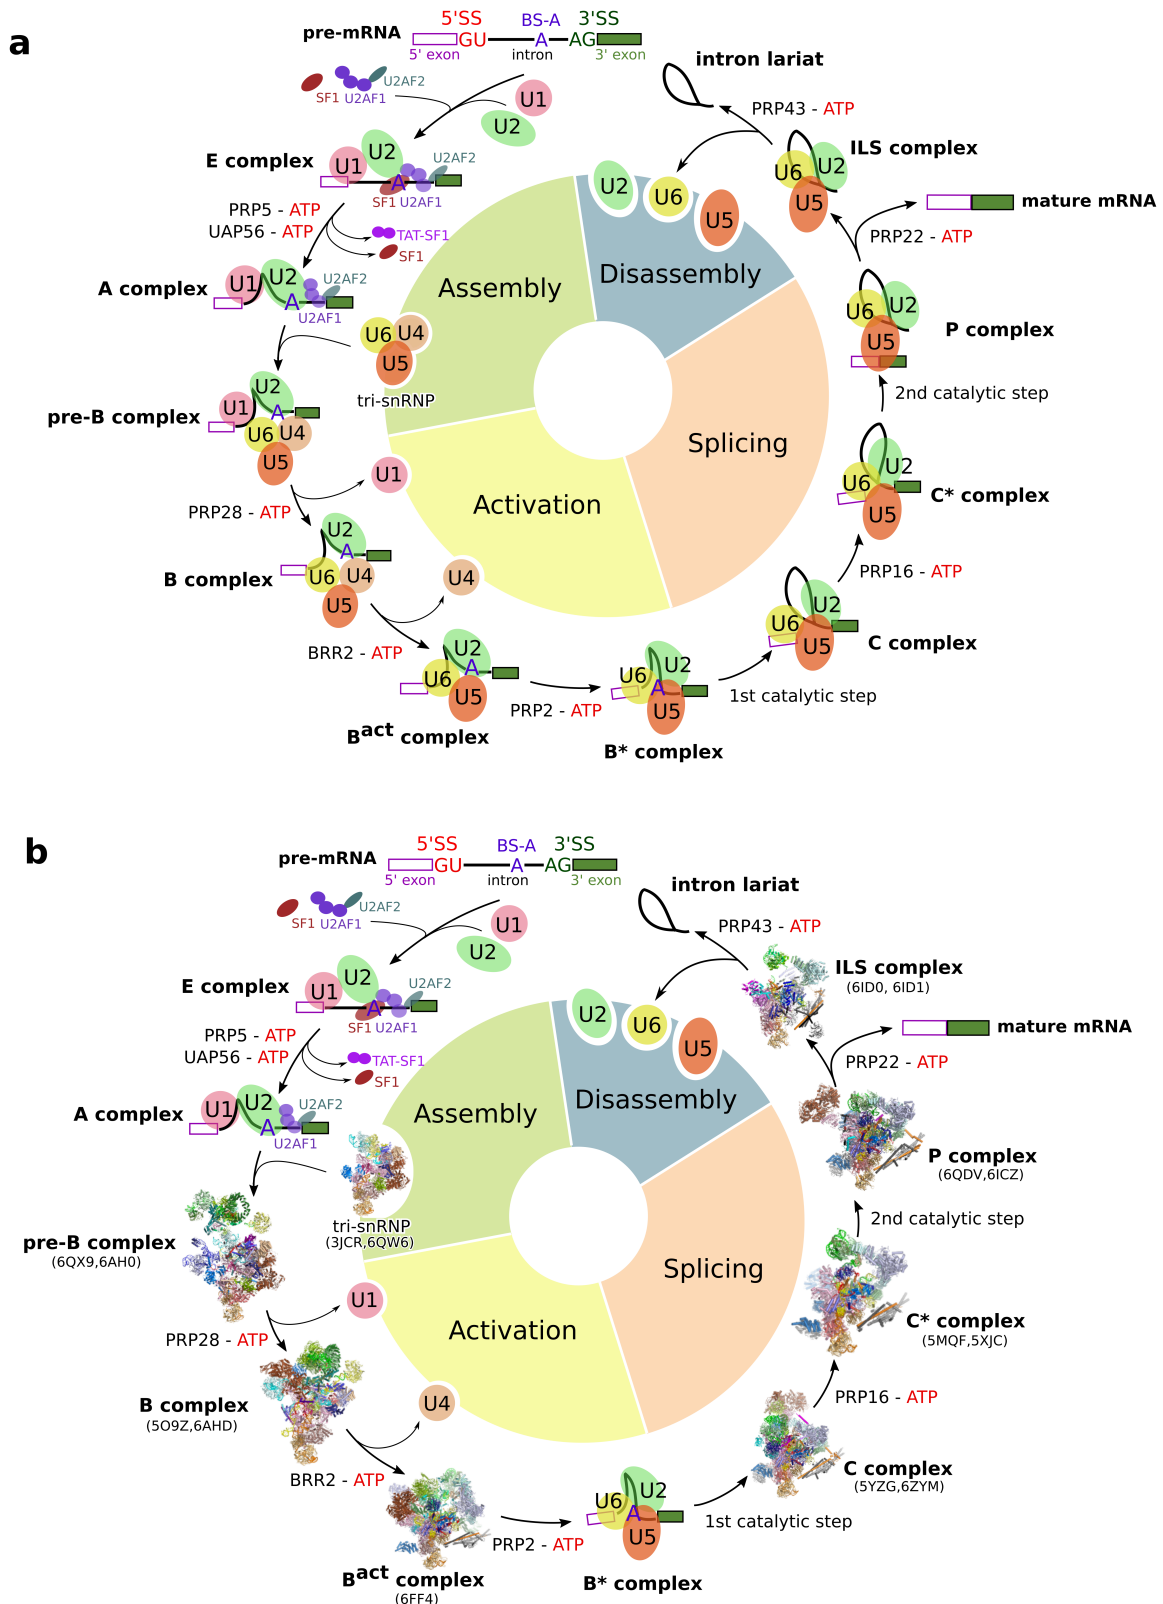 a
pre-mRNA
5'SS
BS-A
3'SS
GU
A
AG
5' exon
intron
3' exon
SF1
U2AF1
U2AF2
U1
U2
E complex
U1
U2
A
SF1
U2AF1
U2AF2
PRP5 - ATP
UAP56 - ATP
TAT-SF1
SF1
A complex
U1
U2
A
U2AF1
U2AF2
U6
U4
U5
tri-snRNP
pre-B complex
U1
U2
A
U6
U4
U5
PRP28 - ATP
U1
B complex
U2
A
U6
U4
U5
BRR2 - ATP
U4
Bact complex
U2
A
U6
U5
PRP2 - ATP
B* complex
U6
U2
A
U5
1st catalytic step
C complex
U2
U6
U5
PRP16 - ATP
C* complex
U2
U6
U5
2nd catalytic step
P complex
U6
U2
U5
PRP22 - ATP
mature mRNA
ILS complex
U6
U2
U5
PRP43 - ATP
intron lariat
U2
U6
U5
Assembly
Disassembly
Splicing
Activation
b
pre-mRNA
5'SS
BS-A
3'SS
GU
A
AG
5' exon
intron
3' exon
SF1
U2AF1
U2AF2
U1
U2
E complex
U1
U2
A
SF1
U2AF1
U2AF2
PRP5 - ATP
UAP56 - ATP
TAT-SF1
SF1
A complex
U1
U2
A
U2AF1
U2AF2
tri-snRNP
(3JCR,6QW6)
pre-B complex
(6QX9,6AH0)
PRP28 - ATP
U1
B complex
(5O9Z,6AHD)
BRR2 - ATP
U4
Bact complex
(6FF4)
PRP2 - ATP
B* complex
U6
U2
A
U5
1st catalytic step
C complex
(5YZG,6ZYM)
PRP16 - ATP
C* complex
(5MQF,5XJC)
2nd catalytic step
P complex
(6QDV,6ICZ)
PRP22 - ATP
mature mRNA
ILS complex
(6ID0, 6ID1)
PRP43 - ATP
intron lariat
U2
U6
U5
Assembly
Disassembly
Splicing
Activation